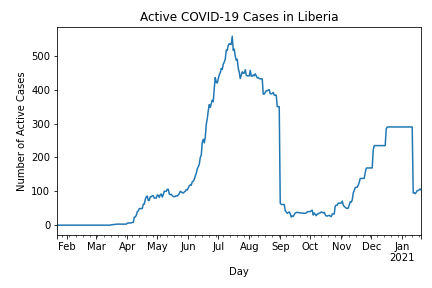 Active COVID-19 Cases in Liberia
Number of Active Cases
500
400
300
200
100
0
Feb Mar Apr May Jun Jul Aug Sep Oct Nov Dec Jan
2021
Day